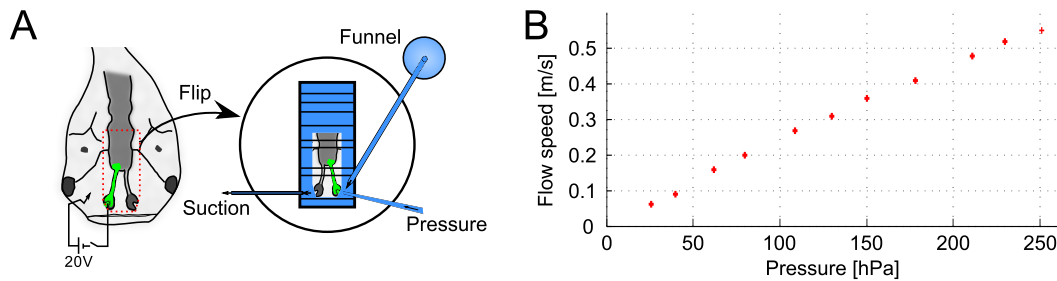 A
Funnel
Flip
Suction
Pressure
20V
B
Flow speed [m/s]
0.5
0.4
0.3
0.2
0.1
0
0 50 100 150 200 250
Pressure [hPa]